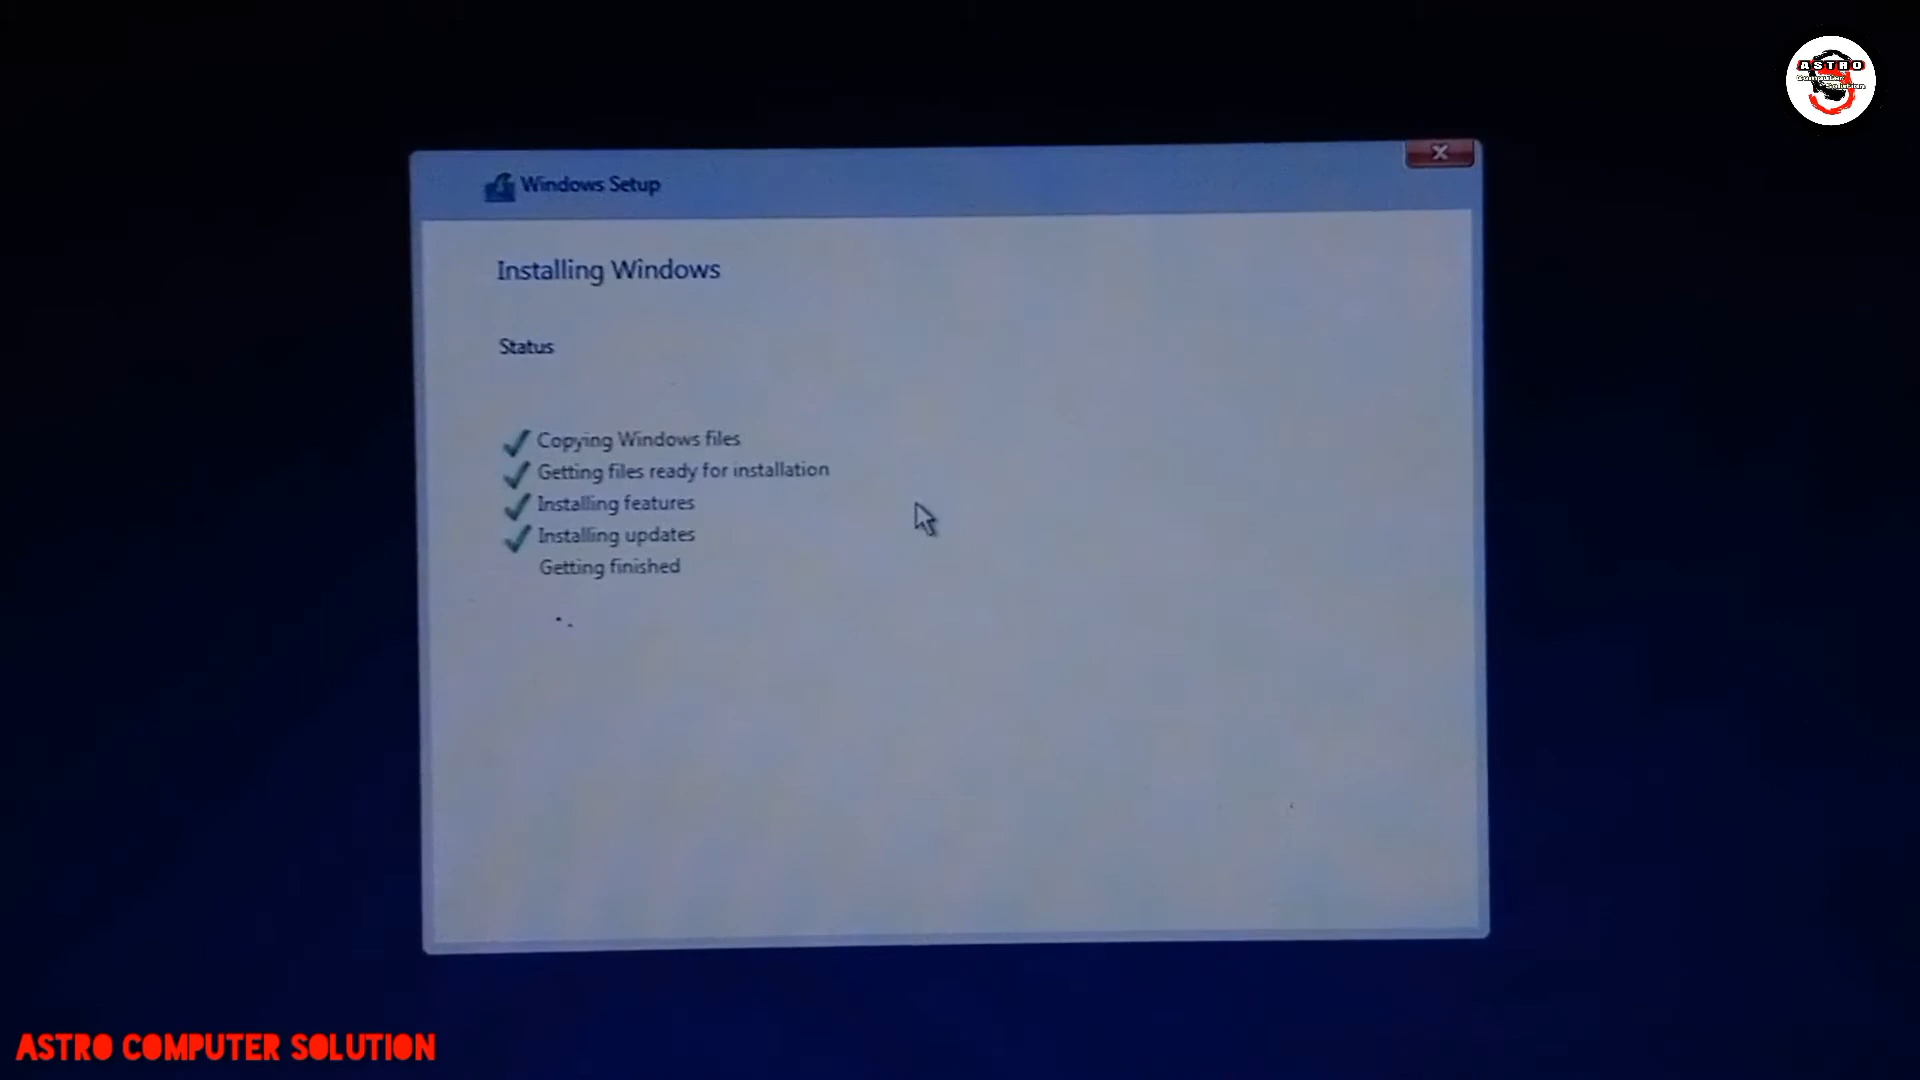 ASTRO
Windows Setup
Installing Windows
Status
Copying Windows files
Getting files ready for installation
Installing features
Installing updates
Getting finished
ASTRO COMPUTER SOLUTION